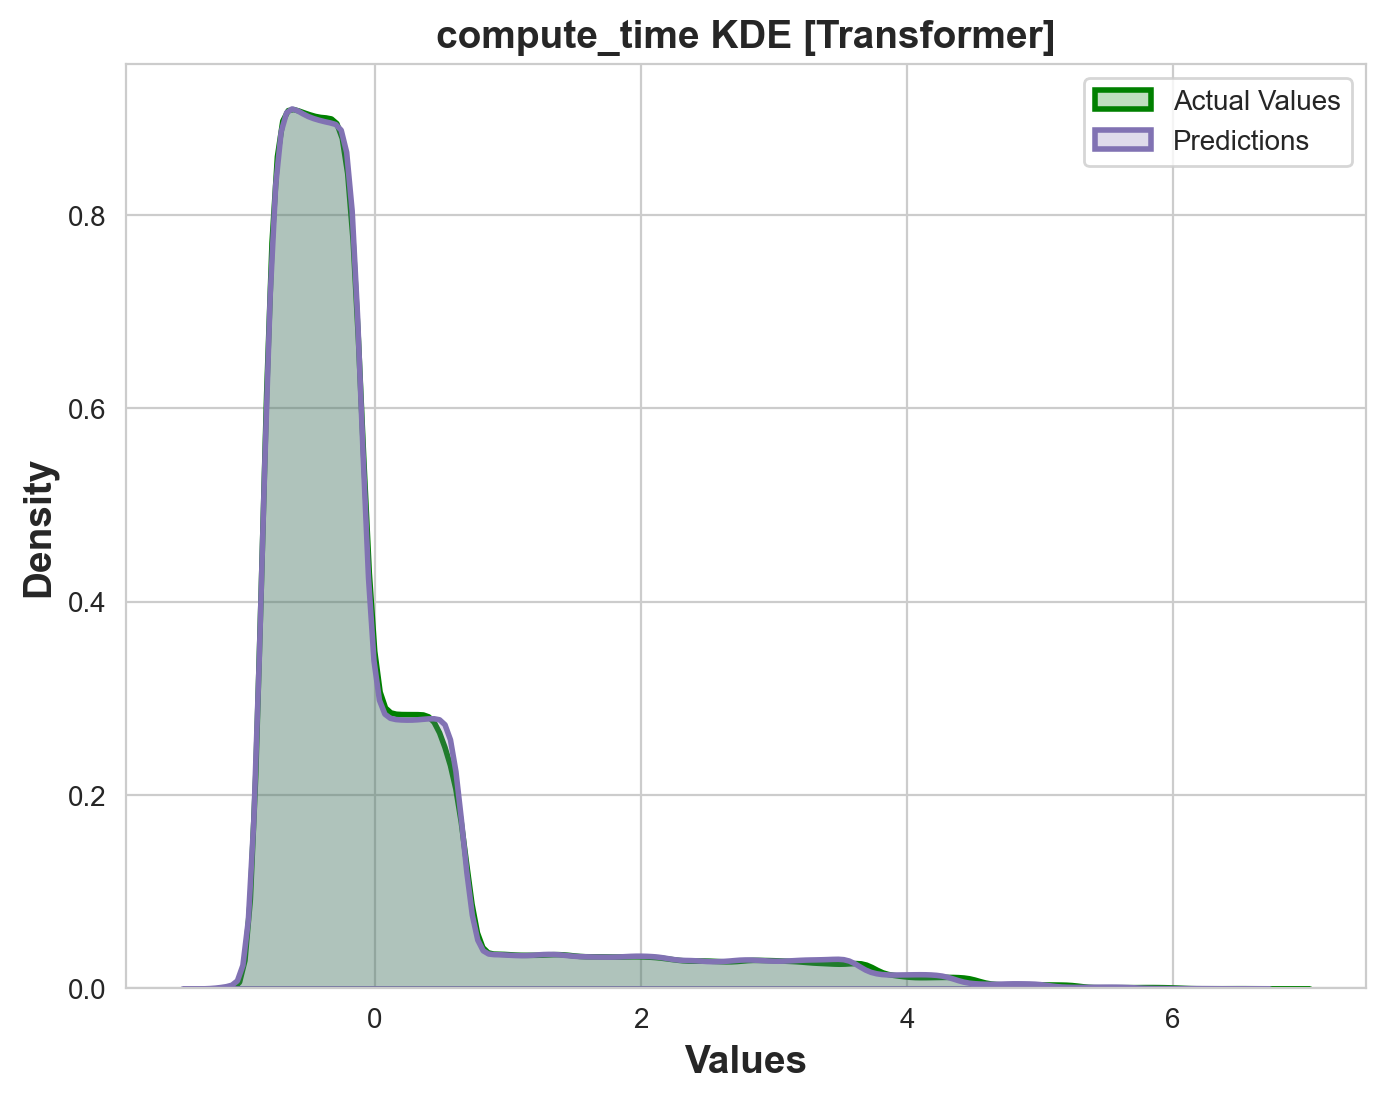 compute_time KDE [Transformer]
Actual Values
Predictions
Density
0.8
0.6
0.4
0.2
0.0
0 2 4 6
Values